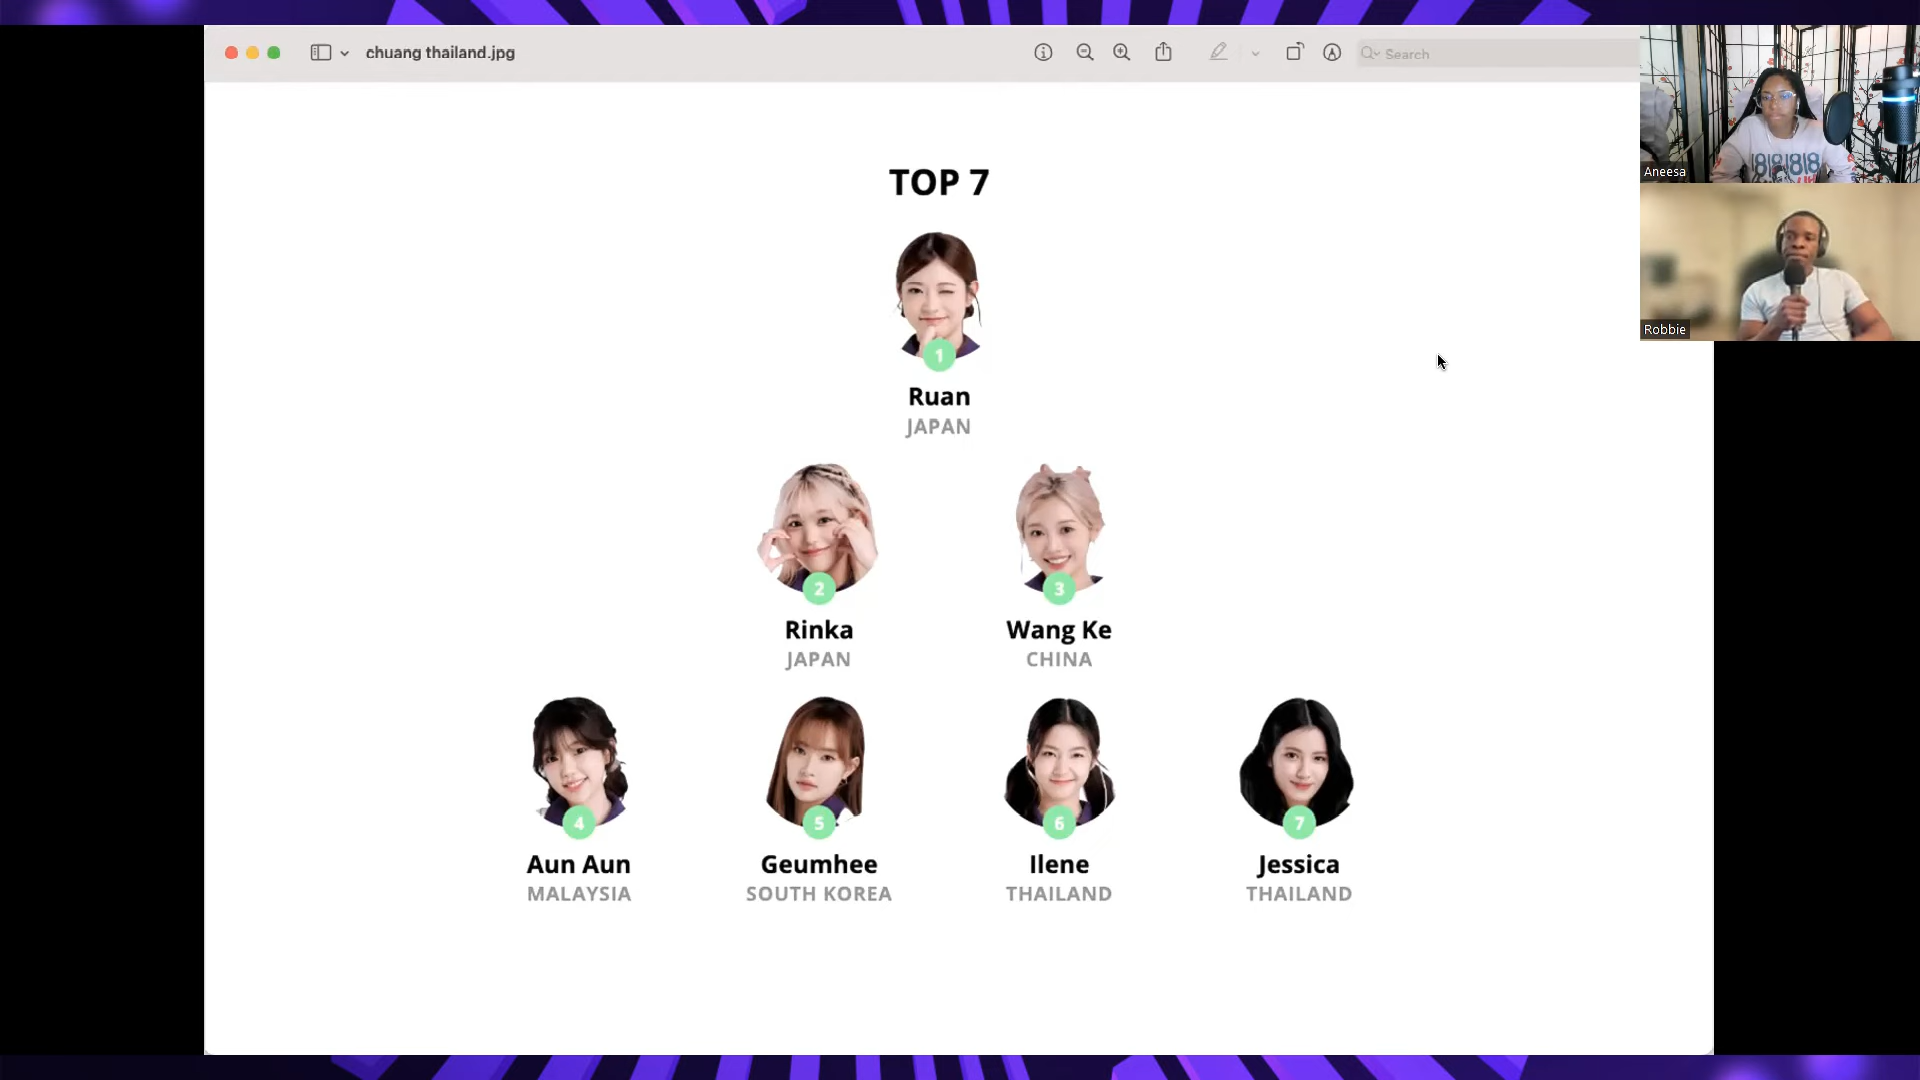 chuang thailand.jpg
Search
Aneesa
Robbie
TOP 7
1
Ruan
JAPAN
2
3
Rinka
Wang Ke
JAPAN
CHINA
4
5
6
7
Aun Aun
Geumhee
Ilene
Jessica
MALAYSIA
SOUTH KOREA
THAILAND
THAILAND